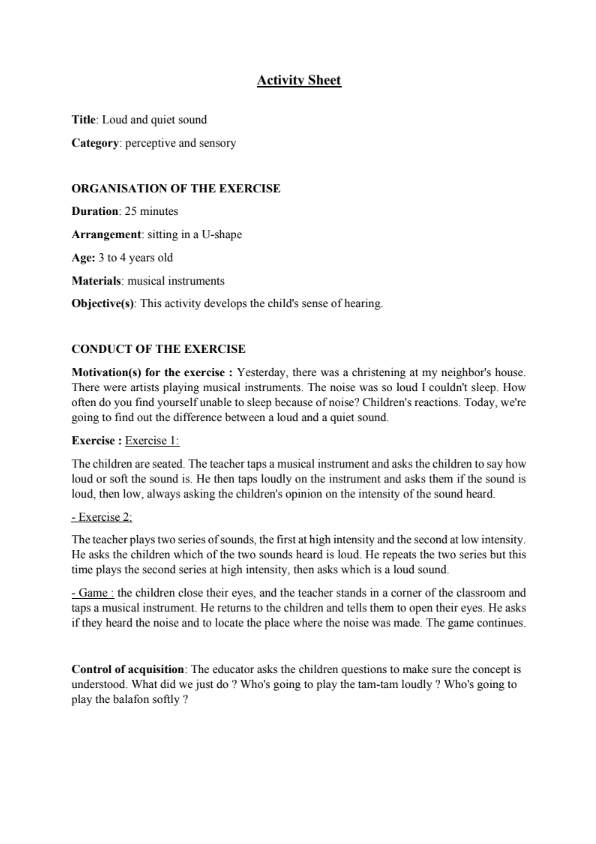 Activity Sheet
Title: Loud and quiet sound
Category: perceptive and sensory
ORGANISATION OF THE EXERCISE
Duration: 25 minutes
Arrangement: sitting in a U-shape
Age: 3 to 4 years old
Materials: musical instruments
Objective(s): This activity develops the child's sense of hearing.
CONDUCT OF THE EXERCISE
Motivation(s) for the exercise : Yesterday, there was a christening at my neighbor's house.
There were artists playing musical instruments. The noise was so loud I couldn't sleep. How
often do you find yourself unable to sleep because of noise? Children's reactions. Today, we're
going to find out the difference between a loud and a quiet sound.
Exercise : Exercise 1:
The children are seated. The teacher taps a musical instrument and asks the children to say how
loud or soft the sound is. He then taps loudly on the instrument and asks them if the sound is
loud, then low, always asking the children's opinion on the intensity of the sound heard.
- Exercise 2:
The teacher plays two series of sounds, the first at high intensity and the second at low intensity.
He asks the children which of the two sounds heard is loud. He repeats the two series but this
time plays the second series at high intensity, then asks which is a loud sound.
- Game : the children close their eyes, and the teacher stands in a corner of the classroom and
taps a musical instrument. He returns to the children and tells them to open their eyes. He asks
if they heard the noise and to locate the place where the noise was made. The game continues.
Control of acquisition: The educator asks the children questions to make sure the concept is
understood. What did we just do ? Who's going to play the tam-tam loudly ? Who's going to
play the balafon softly ?